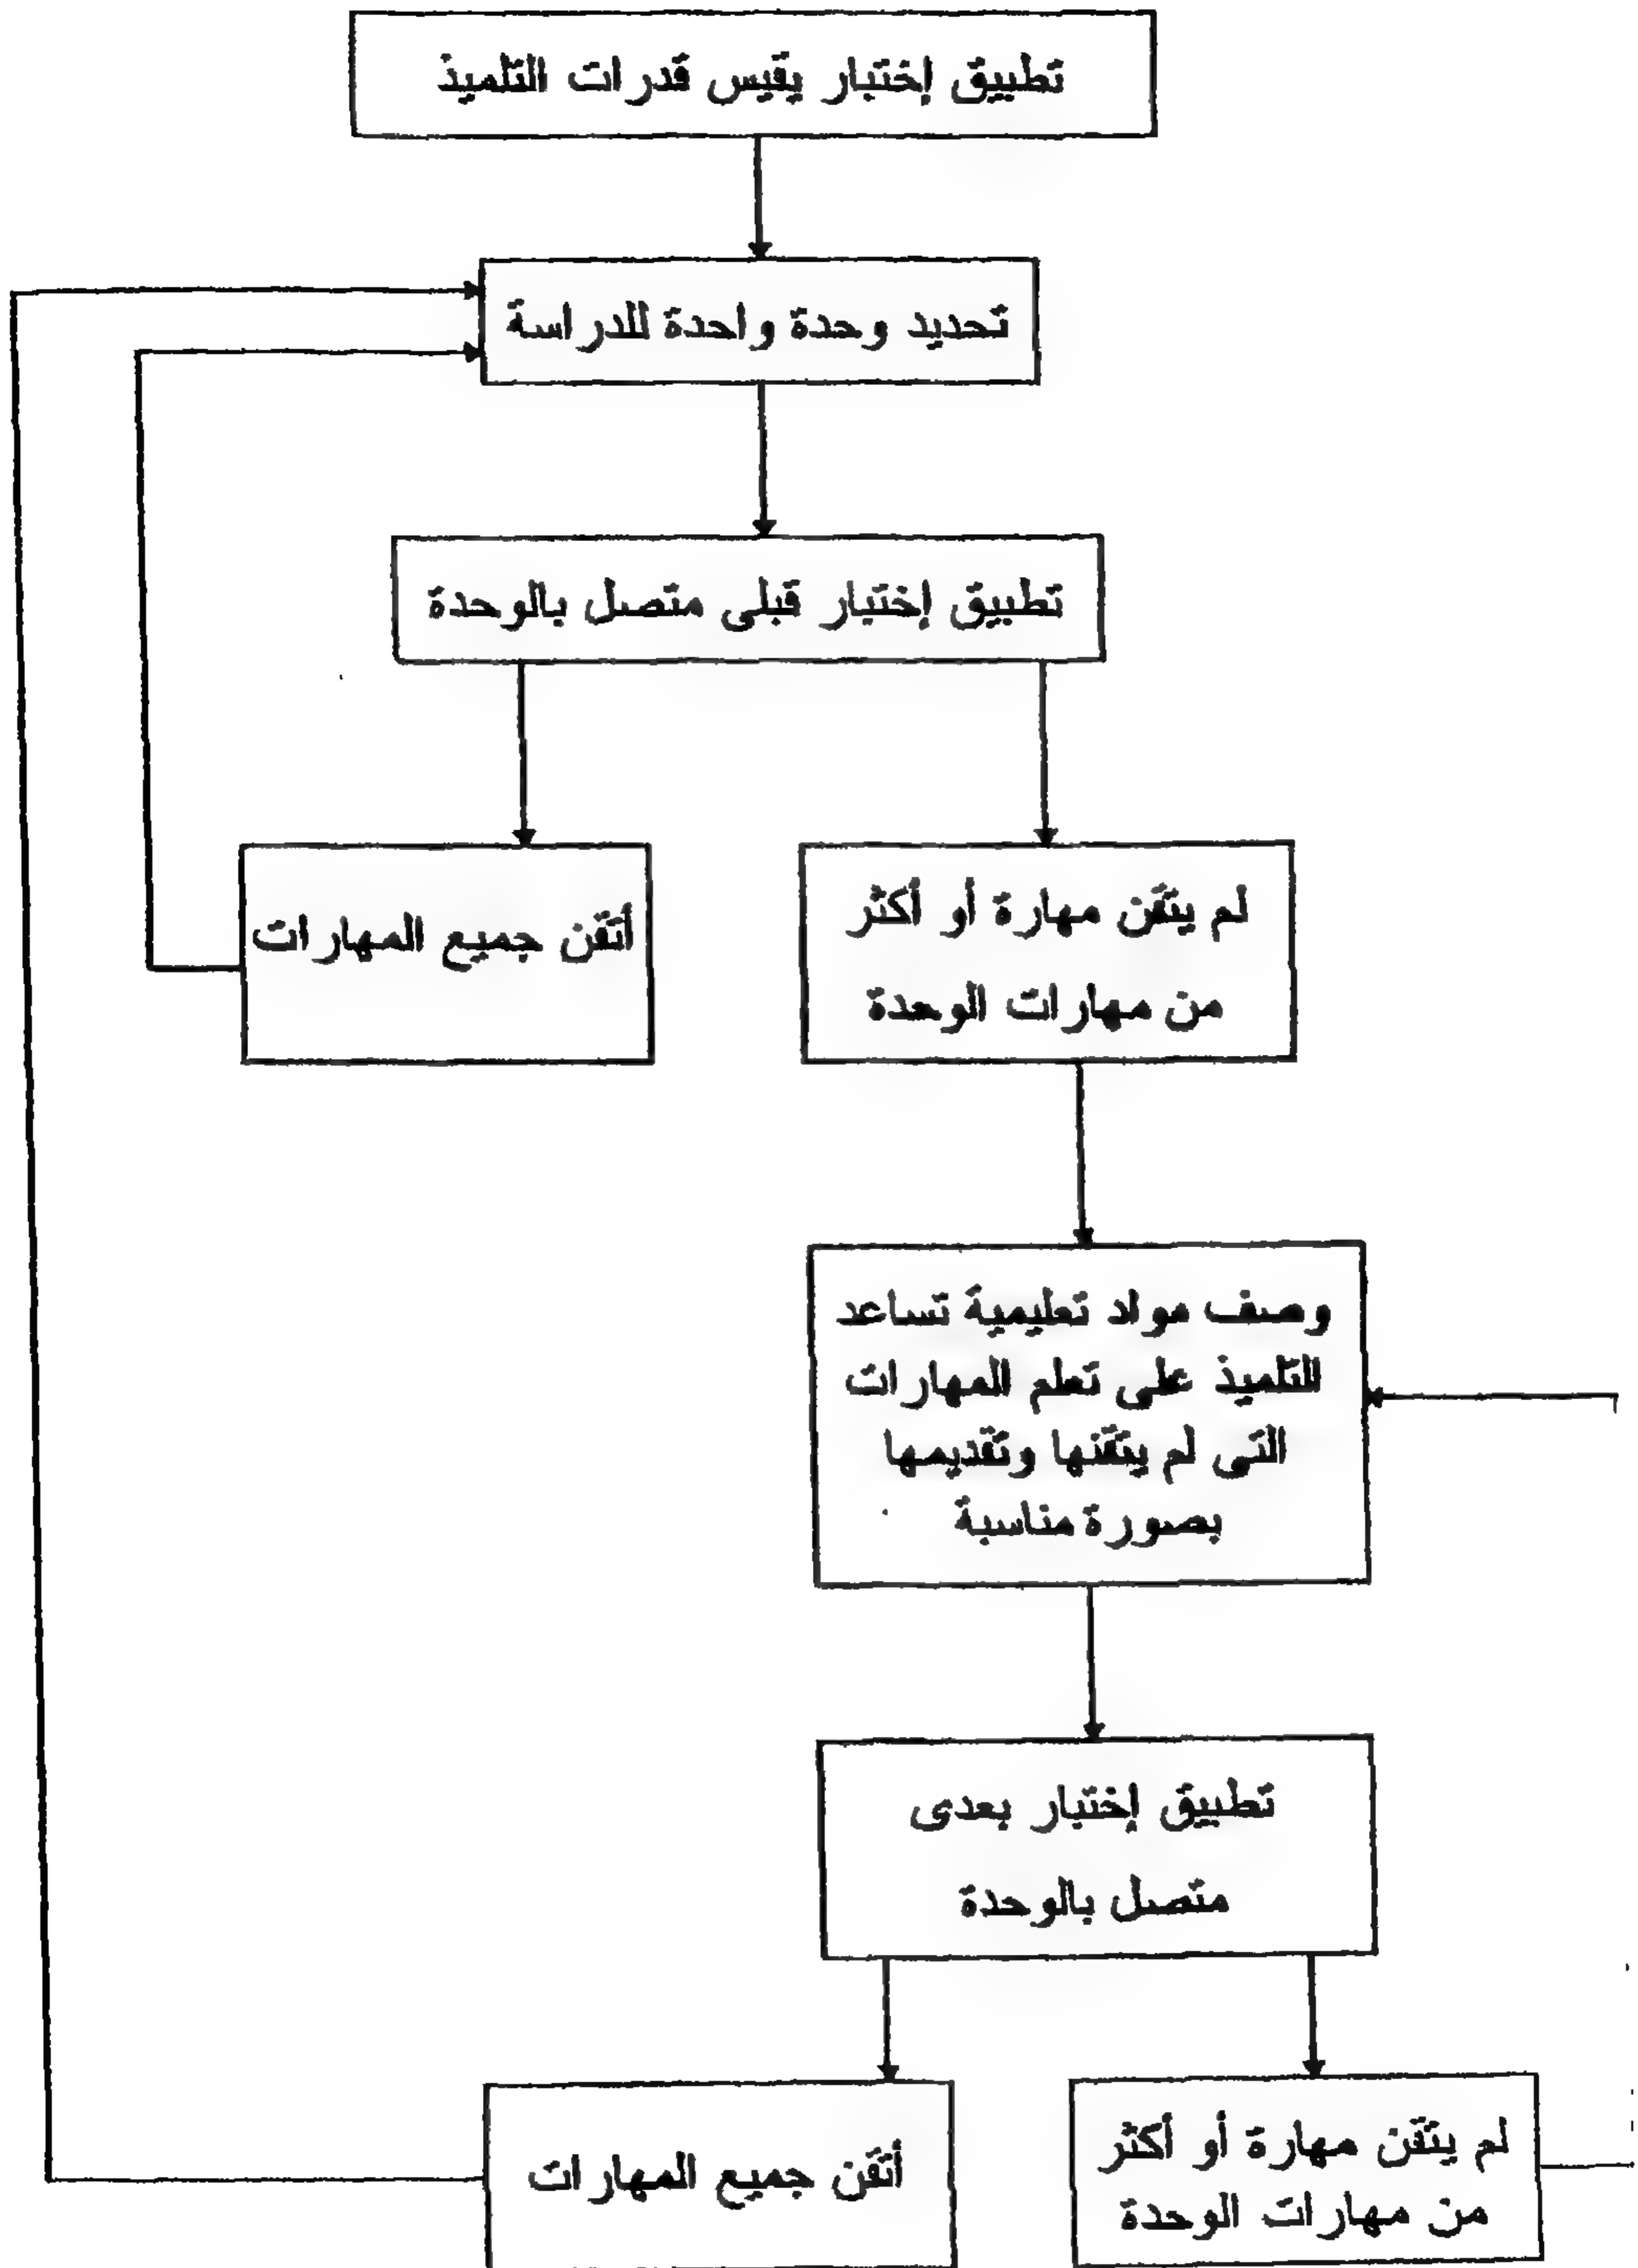 تطبيق إختبار يقيس قدرات التلميذ
تحديد وحدة واحدة للدراسة
تطبيق إختبار قبلى متصل بالوحدة
لم يتقن مهارة أو أكثر
من مهارات الوحدة
أتقن جميع المهارات
وصف مواد تعليمية تساعد
التلميذ على تعلم المهارات
التى لم يتقنها وتقديمها
بصورة مناسبة
تطبيق إختبار بعدى
متصل بالوحدة
لم يتقن مهارة أو أكثر
من مهارات الوحدة
أتقن جميع المهارات